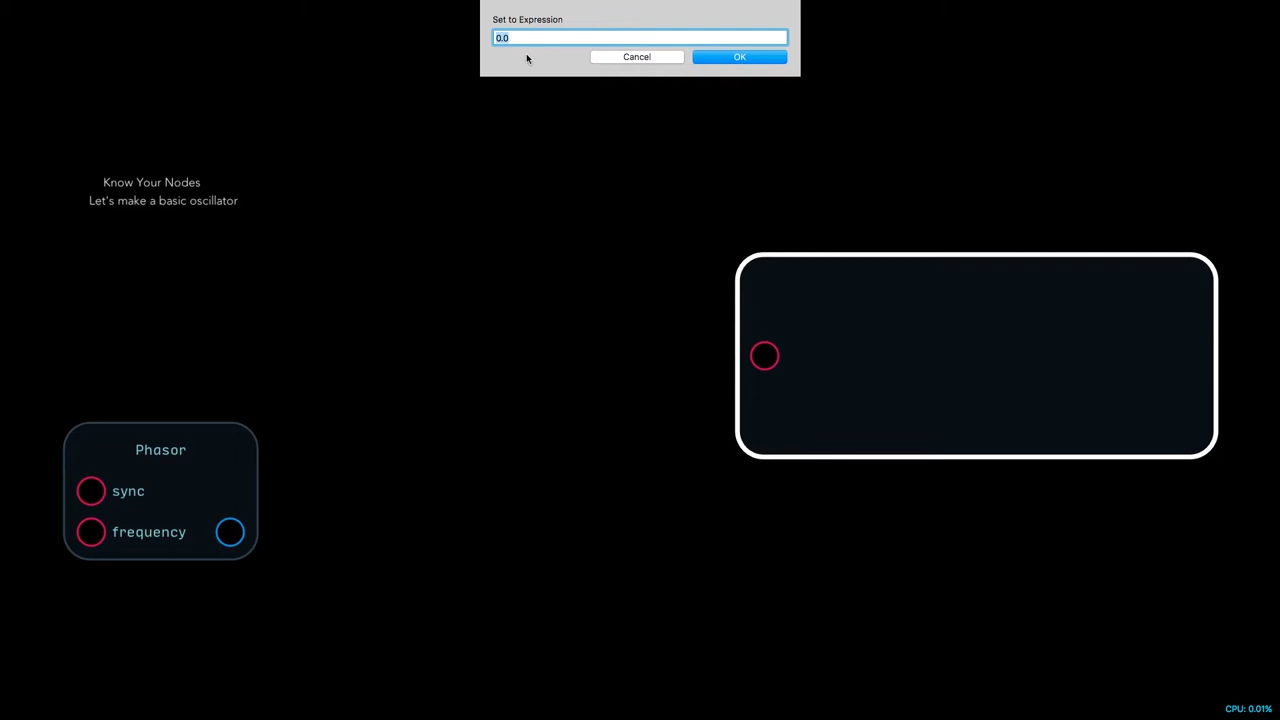 Set to Expression
0.0
Cancel
OK
Know Your Nodes
Let's make a basic oscillator
Phasor
sync
frequency
CPU: 0.01%